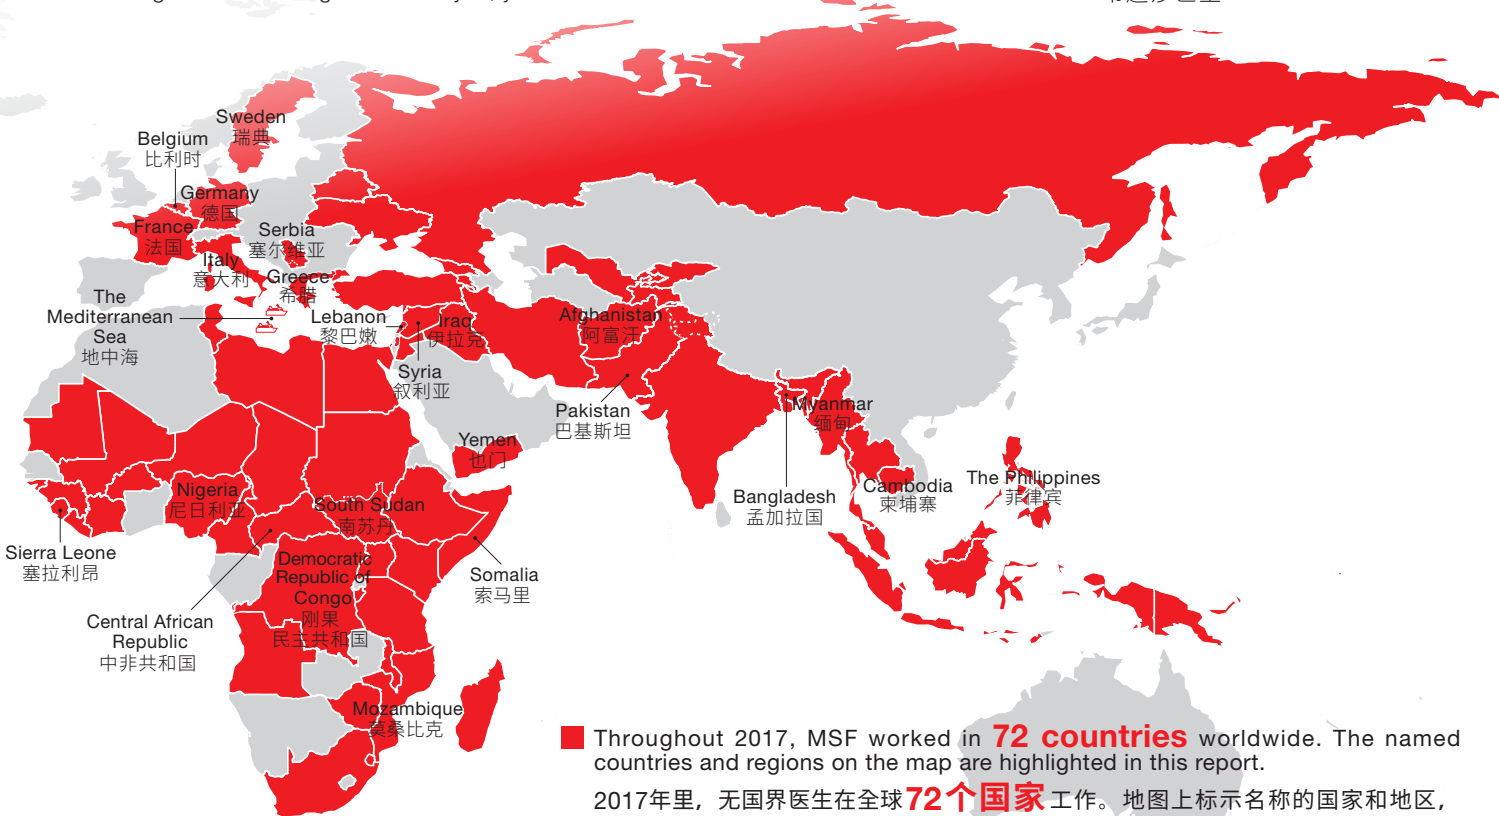 Sweden
瑞典
Belgium
比利时
Germany
德国
France
法国
Serbia
塞尔维亚
Italy
意大利
Greece
希腊
The
Mediterranean
Sea
地中海
Lebanon
黎巴嫩
Iraq
伊拉克
Syria
叙利亚
Afghanistan
阿富汗
Pakistan
巴基斯坦
Yemen
也门
Myanmar
缅甸
Bangladesh
孟加拉国
Cambodia
柬埔寨
The Philippines
菲律宾
Nigeria
尼日利亚
South Sudan
南苏丹
Sierra Leone
塞拉利昂
Democratic
Republic of
Congo
刚果
民主共和国
Somalia
索马里
Central African
Republic
中非共和国
Mozambique
莫桑比克
Throughout 2017, MSF worked in 72 countries worldwide. The named
countries and regions on the map are highlighted in this report.
2017年里，无国界医生在全球72个国家工作。地图上标示名称的国家和地区，